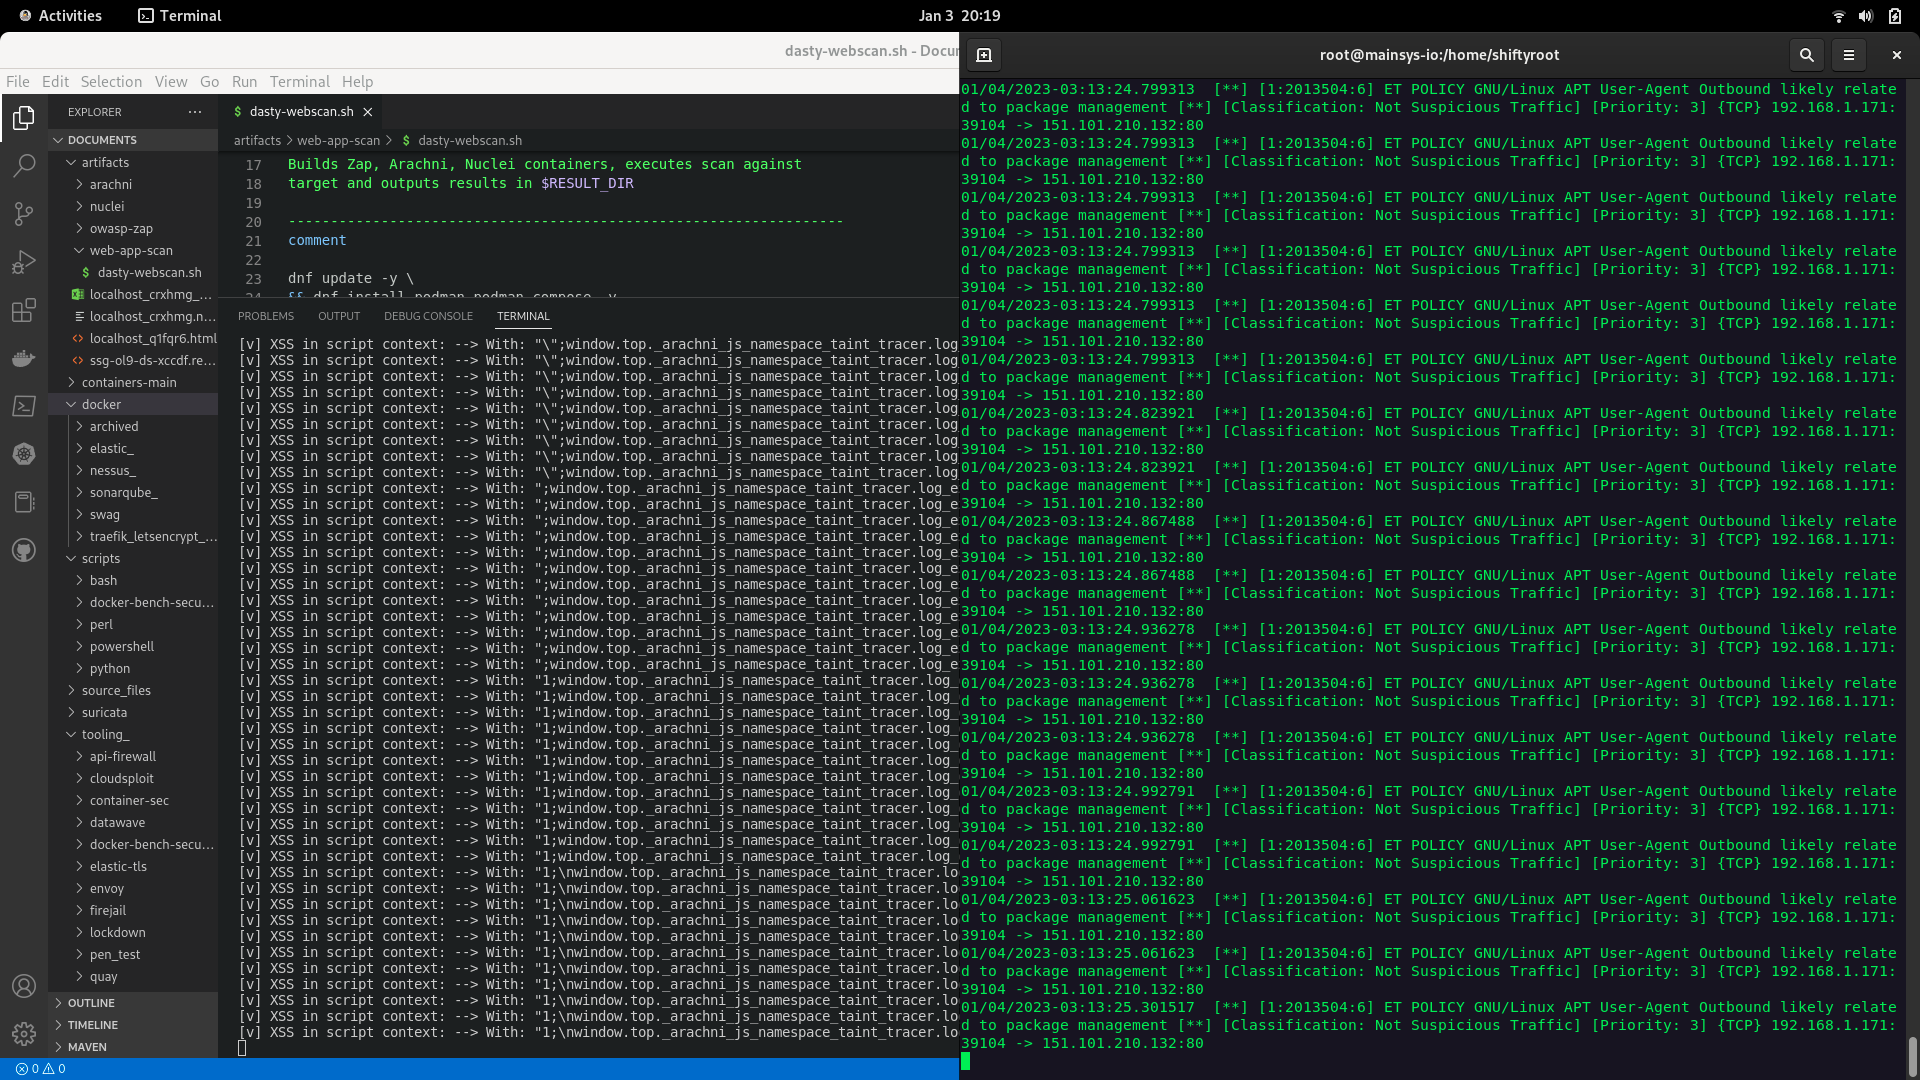 Activities
Terminal
Jan 3 20:19
dasty-webscan.sh - Docu
File Edit Selection View Go Run Terminal Help
EXPLORER
DOCUMENTS
artifacts
arachni
nuclei
owasp-zap
web-app-scan
dasty-webscan.sh
localhost_crxhmg_...
localhost_crxhmg.n...
localhost_q1fqr6.html
ssg-ol9-ds-xccdf.re...
containers-main
docker
archived
elastic_
nessus_
sonarqube_
swag
traefik_letsencrypt_...
scripts
bash
docker-bench-secu...
perl
powershell
python
source_files
suricata
tooling_
api-firewall
cloudsploit
container-sec
datawave
docker-bench-secu...
elastic-tls
envoy
firejail
lockdown
pen_test
quay
OUTLINE
TIMELINE
MAVEN
0 0
$ dasty-webscan.sh
artifacts > web-app-scan > $ dasty-webscan.sh
17 Builds Zap, Arachni, Nuclei containers, executes scan against
18 target and outputs results in $RESULT_DIR
19
20 ------------------------------------------------------------------
21 comment
22
23 dnf update -y \
24 && dnf install podman podman-compose -y
PROBLEMS OUTPUT DEBUG CONSOLE TERMINAL
[v] XSS in script context: --> With: "\";window.top._arachni_js_namespace_taint_tracer.log
[v] XSS in script context: --> With: "\";window.top._arachni_js_namespace_taint_tracer.log
[v] XSS in script context: --> With: "\";window.top._arachni_js_namespace_taint_tracer.log
[v] XSS in script context: --> With: "\";window.top._arachni_js_namespace_taint_tracer.log
[v] XSS in script context: --> With: "\";window.top._arachni_js_namespace_taint_tracer.log
[v] XSS in script context: --> With: "\";window.top._arachni_js_namespace_taint_tracer.log
[v] XSS in script context: --> With: "\";window.top._arachni_js_namespace_taint_tracer.log
[v] XSS in script context: --> With: "\";window.top._arachni_js_namespace_taint_tracer.log
[v] XSS in script context: --> With: "\";window.top._arachni_js_namespace_taint_tracer.log
[v] XSS in script context: --> With: ";window.top._arachni_js_namespace_taint_tracer.log_e
[v] XSS in script context: --> With: ";window.top._arachni_js_namespace_taint_tracer.log_e
[v] XSS in script context: --> With: ";window.top._arachni_js_namespace_taint_tracer.log_e
[v] XSS in script context: --> With: ";window.top._arachni_js_namespace_taint_tracer.log_e
[v] XSS in script context: --> With: ";window.top._arachni_js_namespace_taint_tracer.log_e
[v] XSS in script context: --> With: ";window.top._arachni_js_namespace_taint_tracer.log_e
[v] XSS in script context: --> With: ";window.top._arachni_js_namespace_taint_tracer.log_e
[v] XSS in script context: --> With: ";window.top._arachni_js_namespace_taint_tracer.log_e
[v] XSS in script context: --> With: ";window.top._arachni_js_namespace_taint_tracer.log_e
[v] XSS in script context: --> With: ";window.top._arachni_js_namespace_taint_tracer.log_e
[v] XSS in script context: --> With: ";window.top._arachni_js_namespace_taint_tracer.log_e
[v] XSS in script context: --> With: ";window.top._arachni_js_namespace_taint_tracer.log_e
[v] XSS in script context: --> With: "1;window.top._arachni_js_namespace_taint_tracer.log_
[v] XSS in script context: --> With: "1;window.top._arachni_js_namespace_taint_tracer.log_
[v] XSS in script context: --> With: "1;window.top._arachni_js_namespace_taint_tracer.log_
[v] XSS in script context: --> With: "1;window.top._arachni_js_namespace_taint_tracer.log_
[v] XSS in script context: --> With: "1;window.top._arachni_js_namespace_taint_tracer.log_
[v] XSS in script context: --> With: "1;window.top._arachni_js_namespace_taint_tracer.log_
[v] XSS in script context: --> With: "1;window.top._arachni_js_namespace_taint_tracer.log_
[v] XSS in script context: --> With: "1;window.top._arachni_js_namespace_taint_tracer.log_
[v] XSS in script context: --> With: "1;window.top._arachni_js_namespace_taint_tracer.log_
[v] XSS in script context: --> With: "1;window.top._arachni_js_namespace_taint_tracer.log_
[v] XSS in script context: --> With: "1;window.top._arachni_js_namespace_taint_tracer.log_
[v] XSS in script context: --> With: "1;window.top._arachni_js_namespace_taint_tracer.log_
[v] XSS in script context: --> With: "1;\nwindow.top._arachni_js_namespace_taint_tracer.lo
[v] XSS in script context: --> With: "1;\nwindow.top._arachni_js_namespace_taint_tracer.lo
[v] XSS in script context: --> With: "1;\nwindow.top._arachni_js_namespace_taint_tracer.lo
[v] XSS in script context: --> With: "1;\nwindow.top._arachni_js_namespace_taint_tracer.lo
[v] XSS in script context: --> With: "1;\nwindow.top._arachni_js_namespace_taint_tracer.lo
[v] XSS in script context: --> With: "1;\nwindow.top._arachni_js_namespace_taint_tracer.lo
[v] XSS in script context: --> With: "1;\nwindow.top._arachni_js_namespace_taint_tracer.lo
[v] XSS in script context: --> With: "1;\nwindow.top._arachni_js_namespace_taint_tracer.lo
[v] XSS in script context: --> With: "1;\nwindow.top._arachni_js_namespace_taint_tracer.lo
[v] XSS in script context: --> With: "1;\nwindow.top._arachni_js_namespace_taint_tracer.lo
[v] XSS in script context: --> With: "1;\nwindow.top._arachni_js_namespace_taint_tracer.lo
root@mainsys-io:/home/shiftyroot
01/04/2023-03:13:24.799313 [**] [1:2013504:6] ET POLICY GNU/Linux APT User-Agent Outbound likely relate
d to package management [**] [Classification: Not Suspicious Traffic] [Priority: 3] {TCP} 192.168.1.171:
39104 -> 151.101.210.132:80
01/04/2023-03:13:24.799313 [**] [1:2013504:6] ET POLICY GNU/Linux APT User-Agent Outbound likely relate
d to package management [**] [Classification: Not Suspicious Traffic] [Priority: 3] {TCP} 192.168.1.171:
39104 -> 151.101.210.132:80
01/04/2023-03:13:24.799313 [**] [1:2013504:6] ET POLICY GNU/Linux APT User-Agent Outbound likely relate
d to package management [**] [Classification: Not Suspicious Traffic] [Priority: 3] {TCP} 192.168.1.171:
39104 -> 151.101.210.132:80
01/04/2023-03:13:24.799313 [**] [1:2013504:6] ET POLICY GNU/Linux APT User-Agent Outbound likely relate
d to package management [**] [Classification: Not Suspicious Traffic] [Priority: 3] {TCP} 192.168.1.171:
39104 -> 151.101.210.132:80
01/04/2023-03:13:24.799313 [**] [1:2013504:6] ET POLICY GNU/Linux APT User-Agent Outbound likely relate
d to package management [**] [Classification: Not Suspicious Traffic] [Priority: 3] {TCP} 192.168.1.171:
39104 -> 151.101.210.132:80
01/04/2023-03:13:24.799313 [**] [1:2013504:6] ET POLICY GNU/Linux APT User-Agent Outbound likely relate
d to package management [**] [Classification: Not Suspicious Traffic] [Priority: 3] {TCP} 192.168.1.171:
39104 -> 151.101.210.132:80
01/04/2023-03:13:24.823921 [**] [1:2013504:6] ET POLICY GNU/Linux APT User-Agent Outbound likely relate
d to package management [**] [Classification: Not Suspicious Traffic] [Priority: 3] {TCP} 192.168.1.171:
39104 -> 151.101.210.132:80
01/04/2023-03:13:24.823921 [**] [1:2013504:6] ET POLICY GNU/Linux APT User-Agent Outbound likely relate
d to package management [**] [Classification: Not Suspicious Traffic] [Priority: 3] {TCP} 192.168.1.171:
39104 -> 151.101.210.132:80
01/04/2023-03:13:24.867488 [**] [1:2013504:6] ET POLICY GNU/Linux APT User-Agent Outbound likely relate
d to package management [**] [Classification: Not Suspicious Traffic] [Priority: 3] {TCP} 192.168.1.171:
39104 -> 151.101.210.132:80
01/04/2023-03:13:24.867488 [**] [1:2013504:6] ET POLICY GNU/Linux APT User-Agent Outbound likely relate
d to package management [**] [Classification: Not Suspicious Traffic] [Priority: 3] {TCP} 192.168.1.171:
39104 -> 151.101.210.132:80
01/04/2023-03:13:24.936278 [**] [1:2013504:6] ET POLICY GNU/Linux APT User-Agent Outbound likely relate
d to package management [**] [Classification: Not Suspicious Traffic] [Priority: 3] {TCP} 192.168.1.171:
39104 -> 151.101.210.132:80
01/04/2023-03:13:24.936278 [**] [1:2013504:6] ET POLICY GNU/Linux APT User-Agent Outbound likely relate
d to package management [**] [Classification: Not Suspicious Traffic] [Priority: 3] {TCP} 192.168.1.171:
39104 -> 151.101.210.132:80
01/04/2023-03:13:24.936278 [**] [1:2013504:6] ET POLICY GNU/Linux APT User-Agent Outbound likely relate
d to package management [**] [Classification: Not Suspicious Traffic] [Priority: 3] {TCP} 192.168.1.171:
39104 -> 151.101.210.132:80
01/04/2023-03:13:24.992791 [**] [1:2013504:6] ET POLICY GNU/Linux APT User-Agent Outbound likely relate
d to package management [**] [Classification: Not Suspicious Traffic] [Priority: 3] {TCP} 192.168.1.171:
39104 -> 151.101.210.132:80
01/04/2023-03:13:24.992791 [**] [1:2013504:6] ET POLICY GNU/Linux APT User-Agent Outbound likely relate
d to package management [**] [Classification: Not Suspicious Traffic] [Priority: 3] {TCP} 192.168.1.171:
39104 -> 151.101.210.132:80
01/04/2023-03:13:25.061623 [**] [1:2013504:6] ET POLICY GNU/Linux APT User-Agent Outbound likely relate
d to package management [**] [Classification: Not Suspicious Traffic] [Priority: 3] {TCP} 192.168.1.171:
39104 -> 151.101.210.132:80
01/04/2023-03:13:25.061623 [**] [1:2013504:6] ET POLICY GNU/Linux APT User-Agent Outbound likely relate
d to package management [**] [Classification: Not Suspicious Traffic] [Priority: 3] {TCP} 192.168.1.171:
39104 -> 151.101.210.132:80
01/04/2023-03:13:25.301517 [**] [1:2013504:6] ET POLICY GNU/Linux APT User-Agent Outbound likely relate
d to package management [**] [Classification: Not Suspicious Traffic] [Priority: 3] {TCP} 192.168.1.171:
39104 -> 151.101.210.132:80